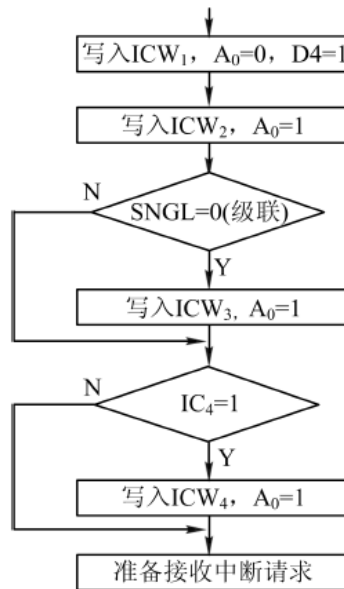 写入ICW₁，A₀=0，D4=1
写入ICW₂，A₀=1
N
SNGL=0(级联)
Y
写入ICW₃, A₀=1
N
IC₄=1
Y
写入ICW₄，A₀=1
准备接收中断请求